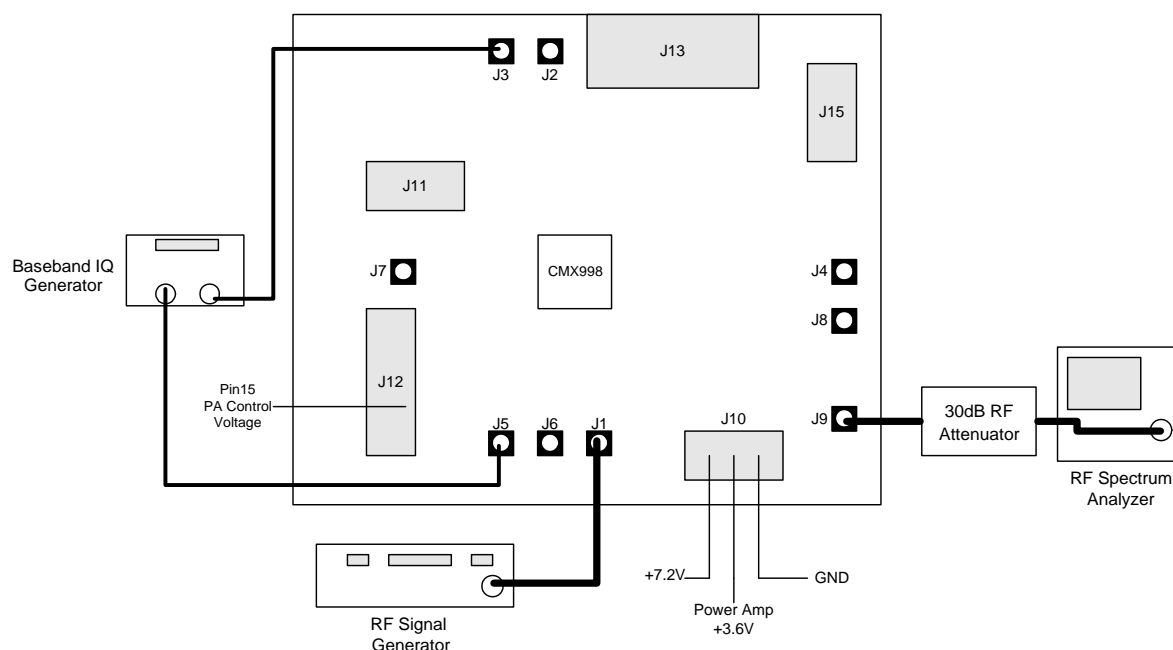 J13
J3
J2
J15
J11
Baseband IQ
Generator
J7
CMX998
J4
J8
Pin15
PA Control
Voltage
J12
J5
J6
J1
J10
J9
30dB RF
Attenuator
RF Spectrum
Analyzer
+7.2V
GND
Power Amp
+3.6V
RF Signal
Generator